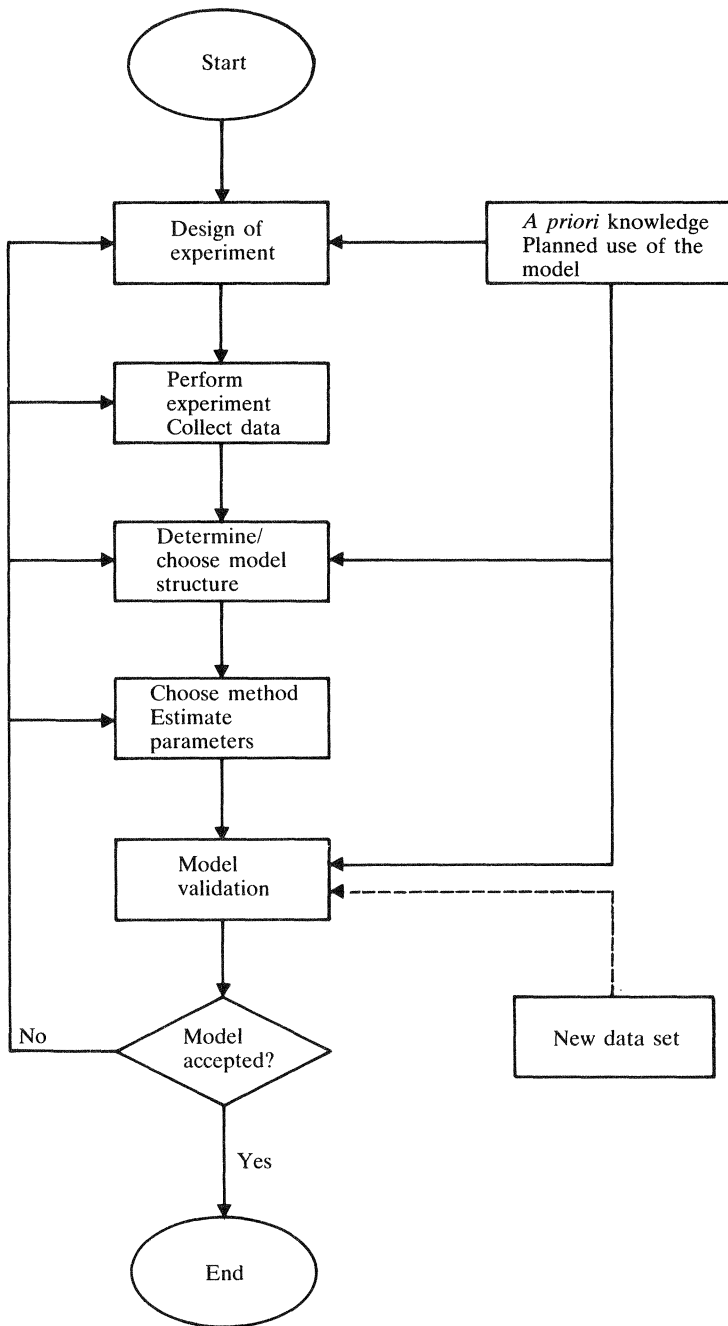 Start
Design of
experiment
A priori knowledge
Planned use of the
model
Perform
experiment
Collect data
Determine/
choose model
structure
Choose method
Estimate
parameters
Model
validation
No
Model
accepted?
New data set
Yes
End